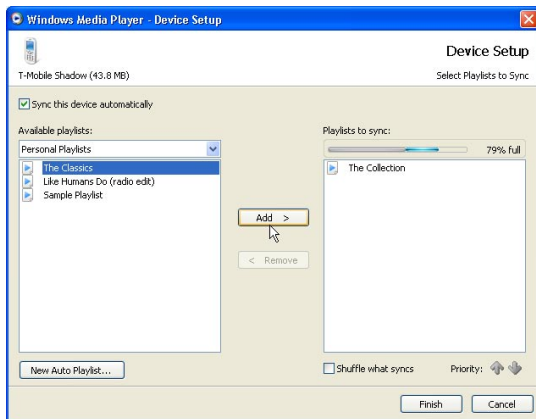 Windows Media Player - Device Setup
Device Setup
T-Mobile Shadow (43.8 MB)
Select Playlists to Sync
Sync this device automatically
Available playlists:
Playlists to sync:
Personal Playlists
79% full
The Classics
Like Humans Do (radio edit)
Sample Playlist
The Collection
Add >
< Remove
New Auto Playlist...
Shuffle what syncs
Priority:
Finish
Cancel